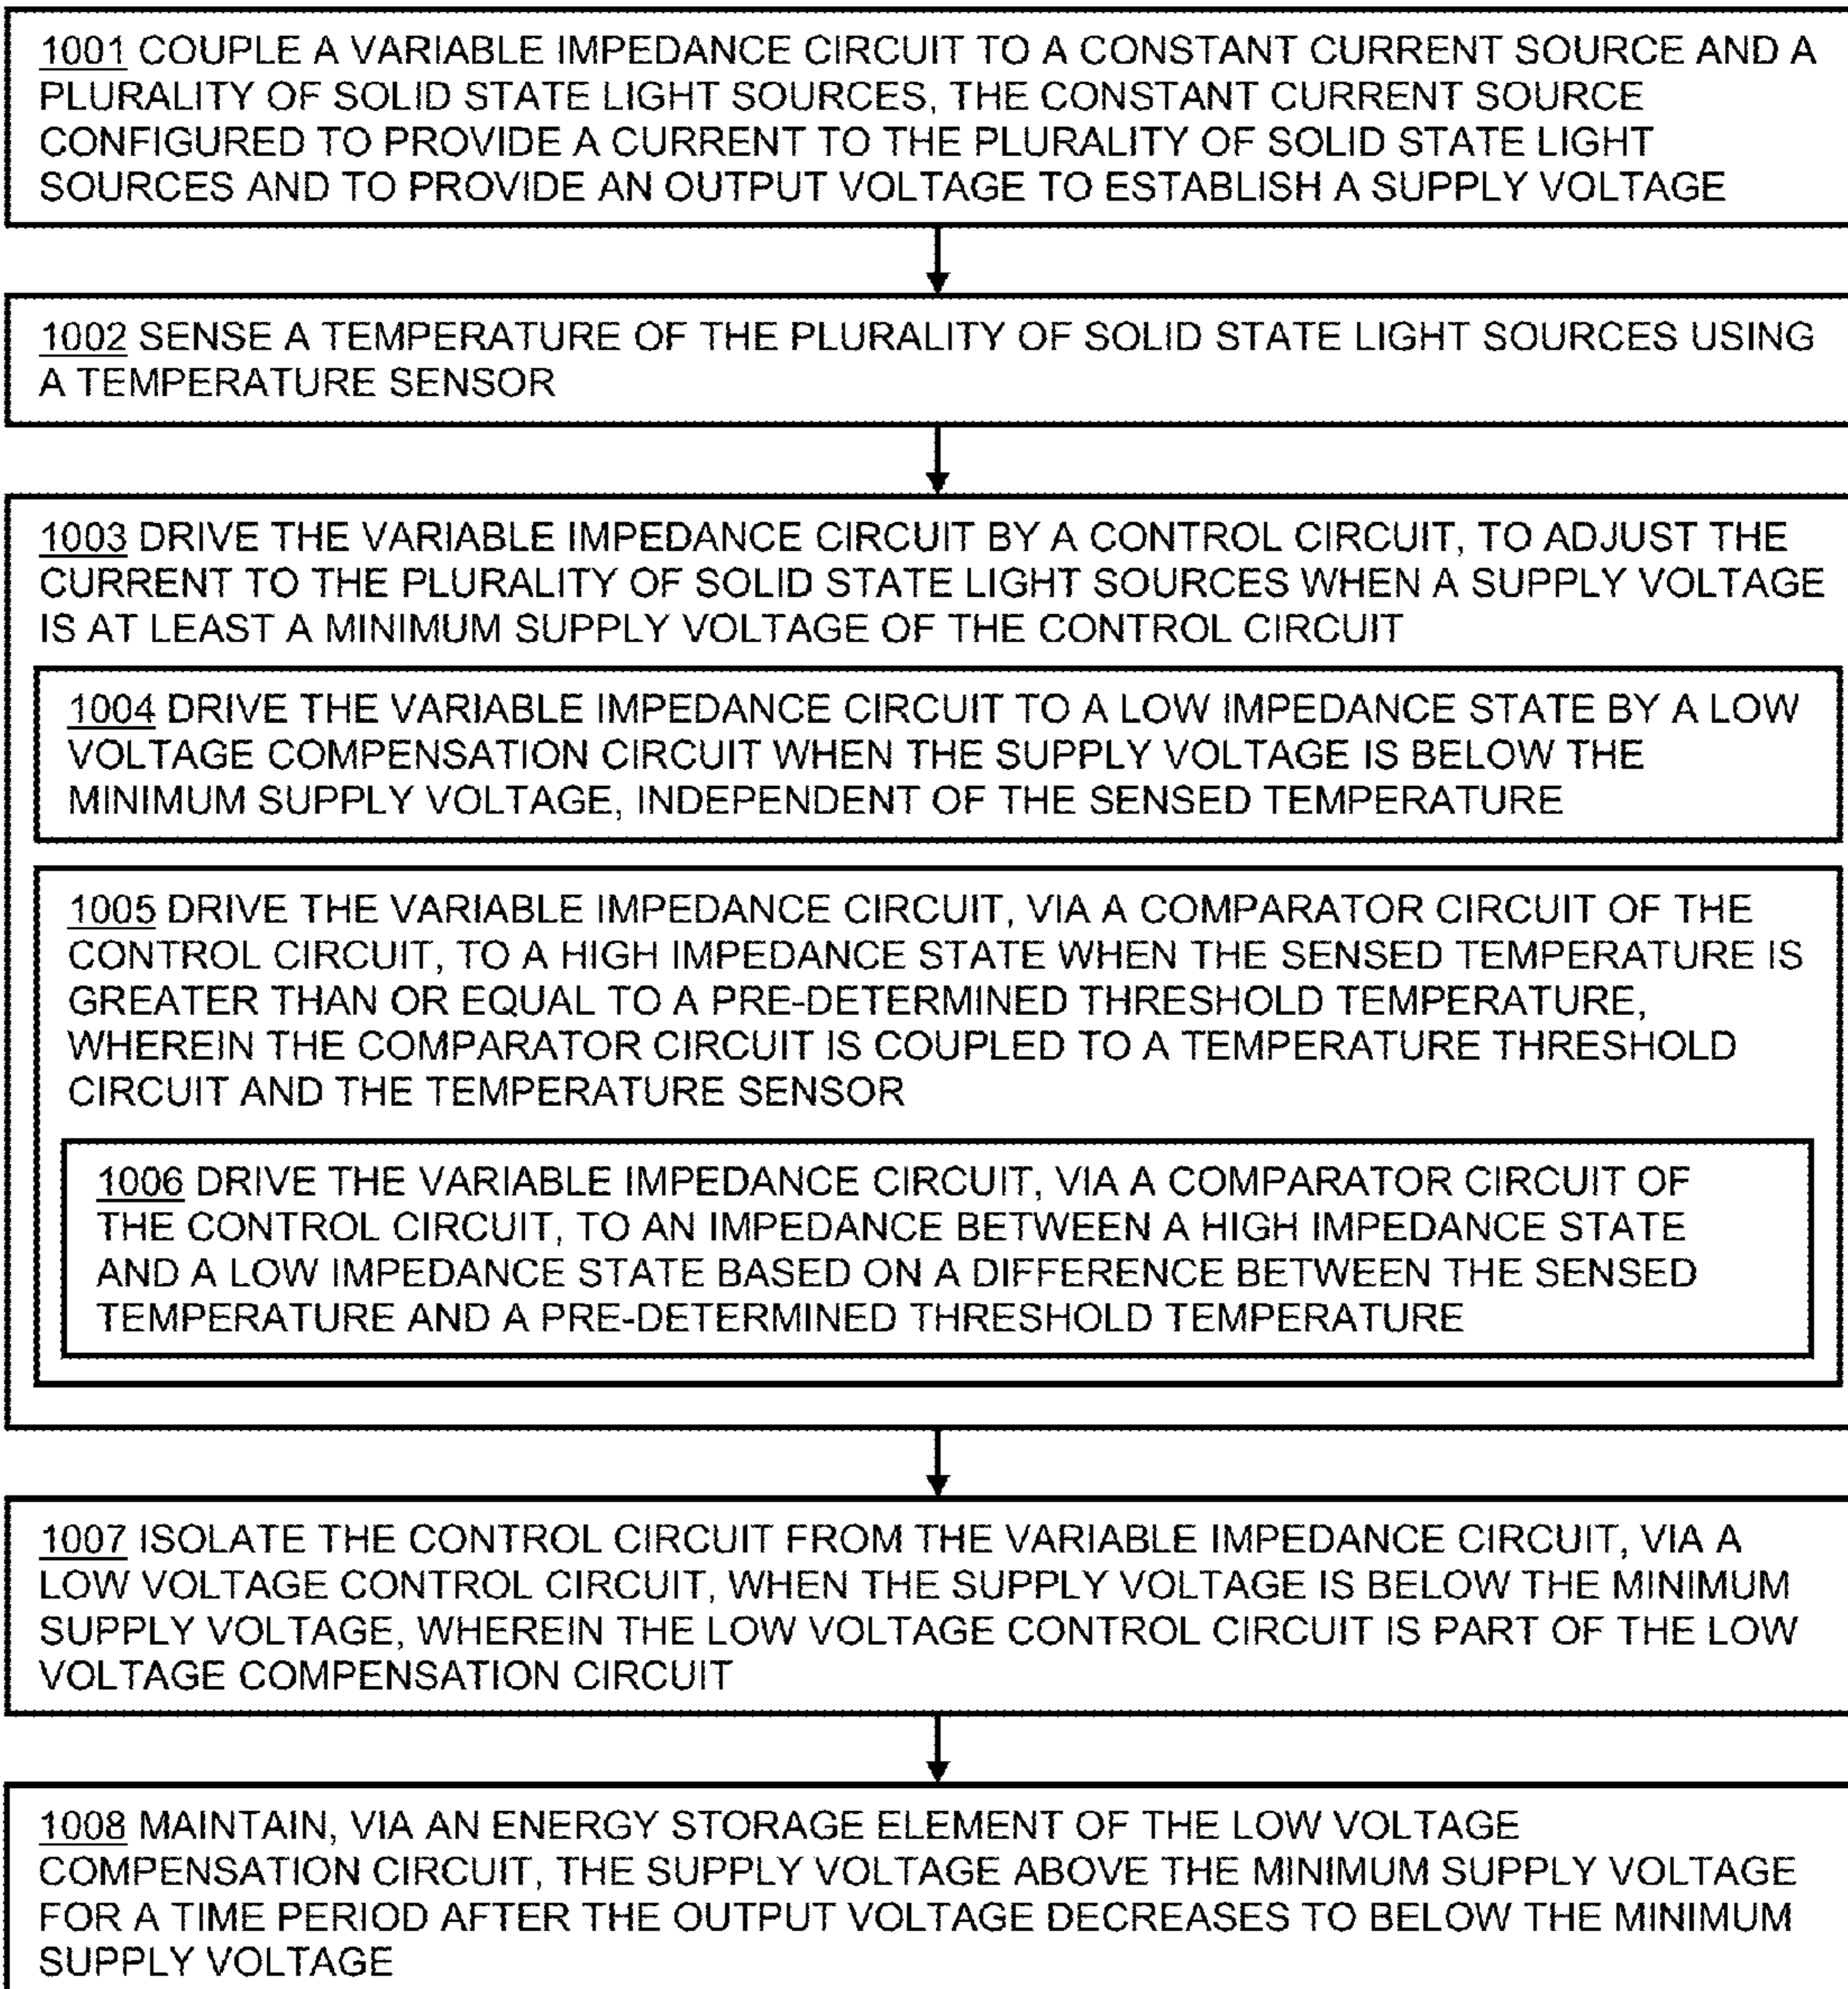 1001 COUPLE A VARIABLE IMPEDANCE CIRCUIT TO A CONSTANT CURRENT SOURCE AND A
PLURALITY OF SOLID STATE LIGHT SOURCES, THE CONSTANT CURRENT SOURCE
CONFIGURED TO PROVIDE A CURRENT TO THE PLURALITY OF SOLID STATE LIGHT
SOURCES AND TO PROVIDE AN OUTPUT VOLTAGE TO ESTABLISH A SUPPLY VOLTAGE
1002 SENSE A TEMPERATURE OF THE PLURALITY OF SOLID STATE LIGHT SOURCES USING
A TEMPERATURE SENSOR
1003 DRIVE THE VARIABLE IMPEDANCE CIRCUIT BY A CONTROL CIRCUIT, TO ADJUST THE
CURRENT TO THE PLURALITY OF SOLID STATE LIGHT SOURCES WHEN A SUPPLY VOLTAGE
IS AT LEAST A MINIMUM SUPPLY VOLTAGE OF THE CONTROL CIRCUIT
1004 DRIVE THE VARIABLE IMPEDANCE CIRCUIT TO A LOW IMPEDANCE STATE BY A LOW
VOLTAGE COMPENSATION CIRCUIT WHEN THE SUPPLY VOLTAGE IS BELOW THE
MINIMUM SUPPLY VOLTAGE, INDEPENDENT OF THE SENSED TEMPERATURE
1005 DRIVE THE VARIABLE IMPEDANCE CIRCUIT, VIA A COMPARATOR CIRCUIT OF THE
CONTROL CIRCUIT, TO A HIGH IMPEDANCE STATE WHEN THE SENSED TEMPERATURE IS
GREATER THAN OR EQUAL TO A PRE-DETERMINED THRESHOLD TEMPERATURE,
WHEREIN THE COMPARATOR CIRCUIT IS COUPLED TO A TEMPERATURE THRESHOLD
CIRCUIT AND THE TEMPERATURE SENSOR
1006 DRIVE THE VARIABLE IMPEDANCE CIRCUIT, VIA A COMPARATOR CIRCUIT OF
THE CONTROL CIRCUIT, TO AN IMPEDANCE BETWEEN A HIGH IMPEDANCE STATE
AND A LOW IMPEDANCE STATE BASED ON A DIFFERENCE BETWEEN THE SENSED
TEMPERATURE AND A PRE-DETERMINED THRESHOLD TEMPERATURE
1007 ISOLATE THE CONTROL CIRCUIT FROM THE VARIABLE IMPEDANCE CIRCUIT, VIA A
LOW VOLTAGE CONTROL CIRCUIT, WHEN THE SUPPLY VOLTAGE IS BELOW THE MINIMUM
SUPPLY VOLTAGE, WHEREIN THE LOW VOLTAGE CONTROL CIRCUIT IS PART OF THE LOW
VOLTAGE COMPENSATION CIRCUIT
1008 MAINTAIN, VIA AN ENERGY STORAGE ELEMENT OF THE LOW VOLTAGE
COMPENSATION CIRCUIT, THE SUPPLY VOLTAGE ABOVE THE MINIMUM SUPPLY VOLTAGE
FOR A TIME PERIOD AFTER THE OUTPUT VOLTAGE DECREASES TO BELOW THE MINIMUM
SUPPLY VOLTAGE